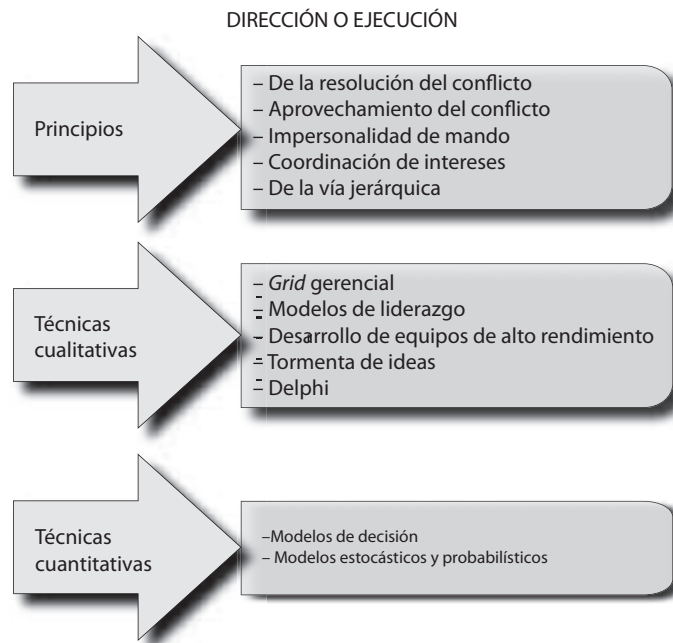 DIRECCIÓN O EJECUCIÓN
Principios
– De la resolución del conflicto
– Aprovechamiento del conflicto
– Impersonalidad de mando
– Coordinación de intereses
– De la vía jerárquica
Técnicas
cualitativas
– Grid gerencial
– Modelos de liderazgo
– Desarrollo de equipos de alto rendimiento
– Tormenta de ideas
– Delphi
Técnicas
cuantitativas
–Modelos de decisión
– Modelos estocásticos y probabilísticos